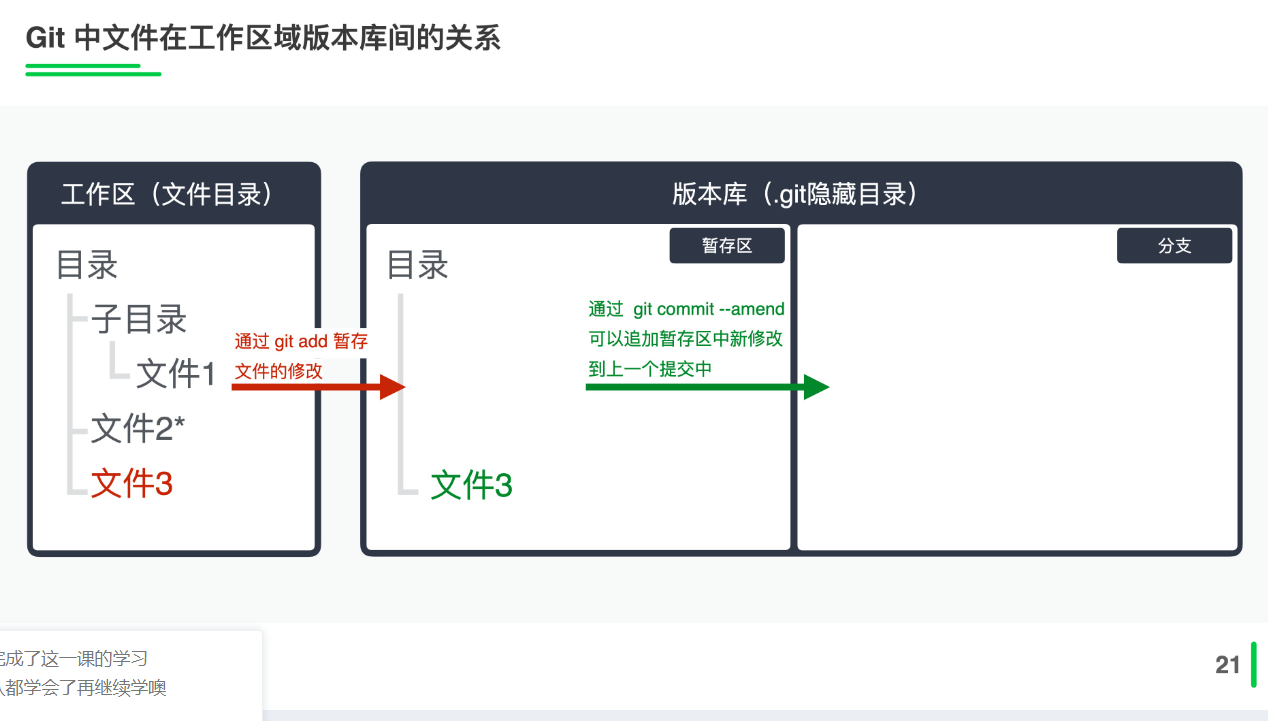 Git 中文件在工作区域版本库间的关系
工作区（文件目录）
目录
子目录
文件1
文件2*
文件3
通过 git add 暂存
文件的修改
版本库（.git隐藏目录）
暂存区
目录
文件3
通过 git commit --amend
可以追加暂存区中新修改
到上一个提交中
分支
完成了这一课的学习
都学会了再继续学噢
21